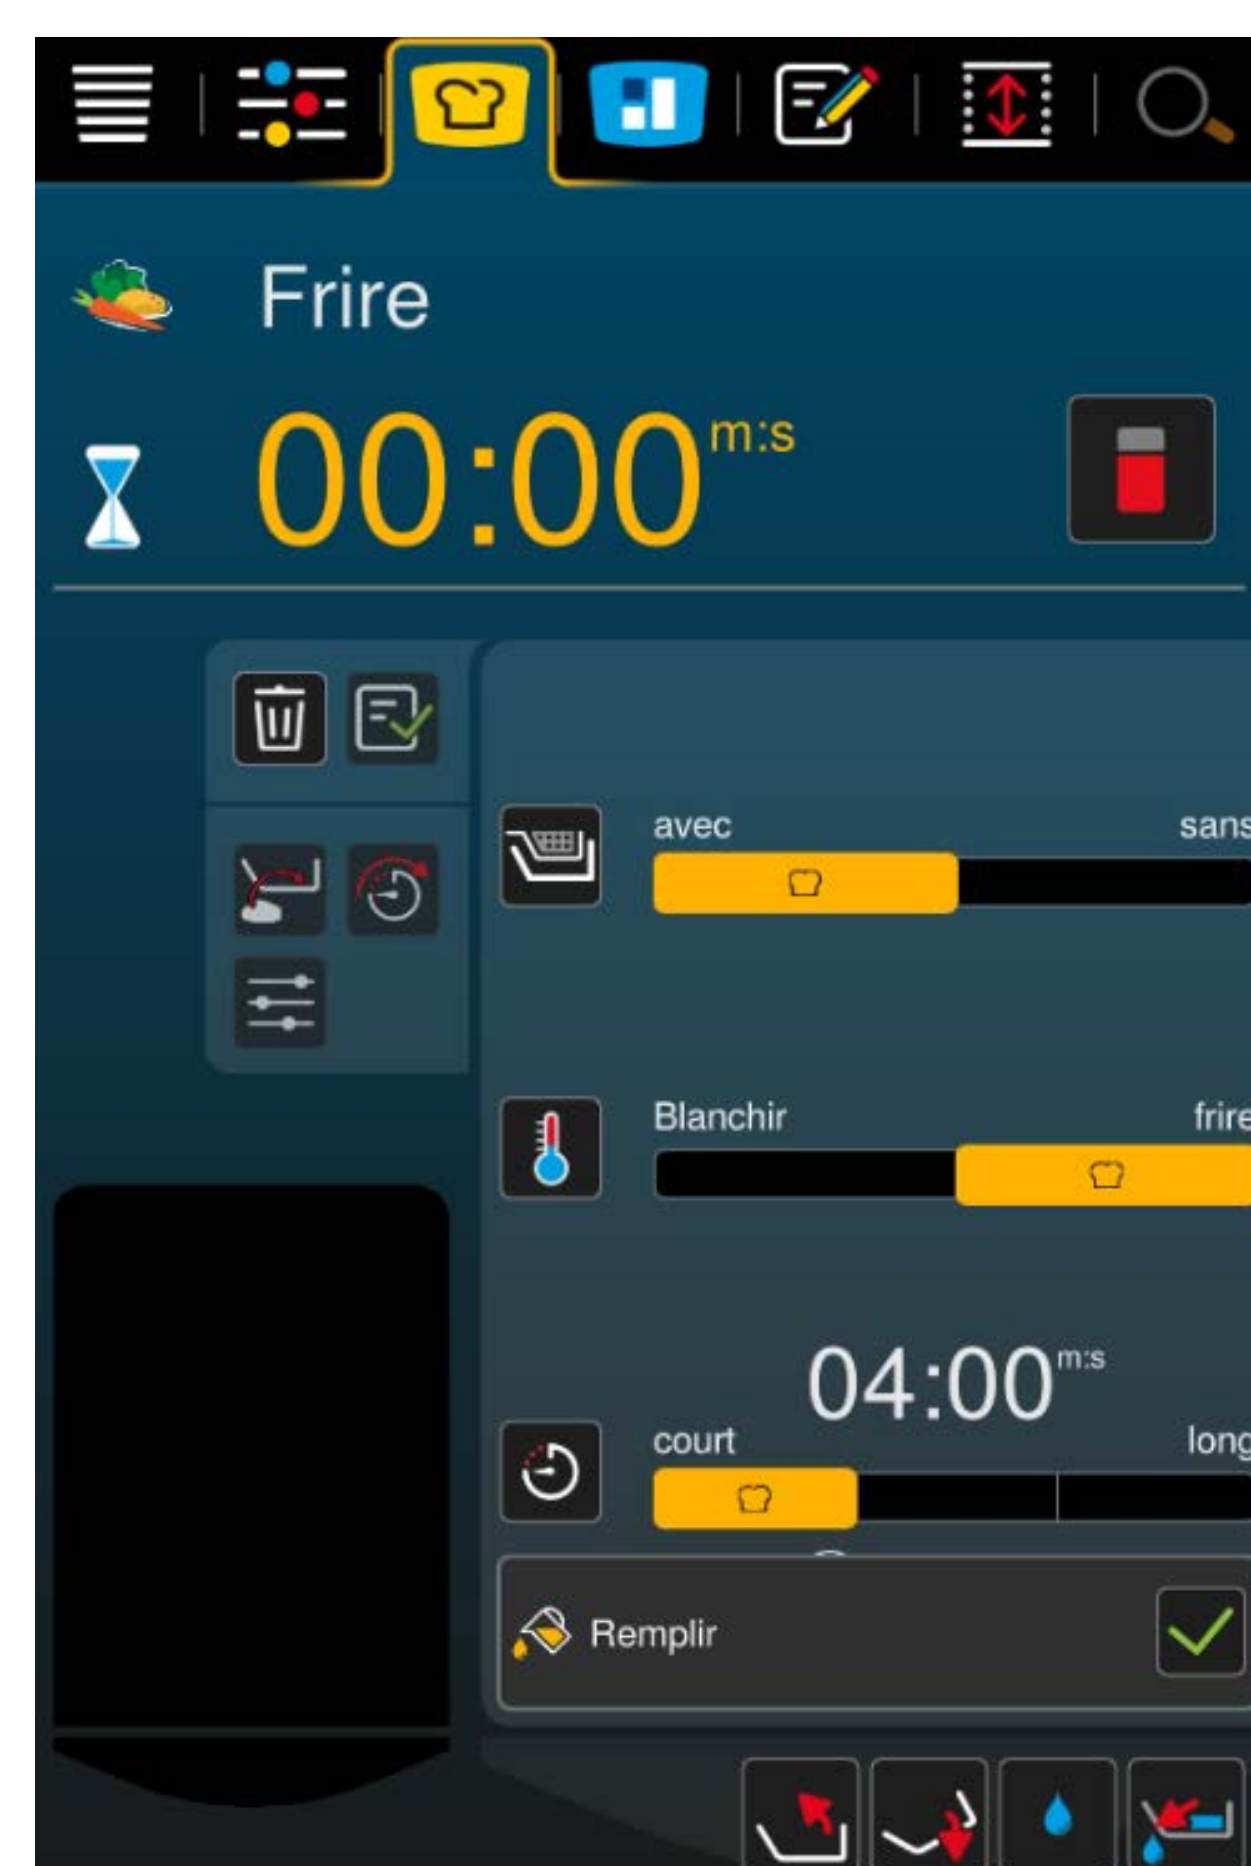 Frire
00:00 m:s
avec sans
Blanchir frire
04:00 m:s
court long
Remplir